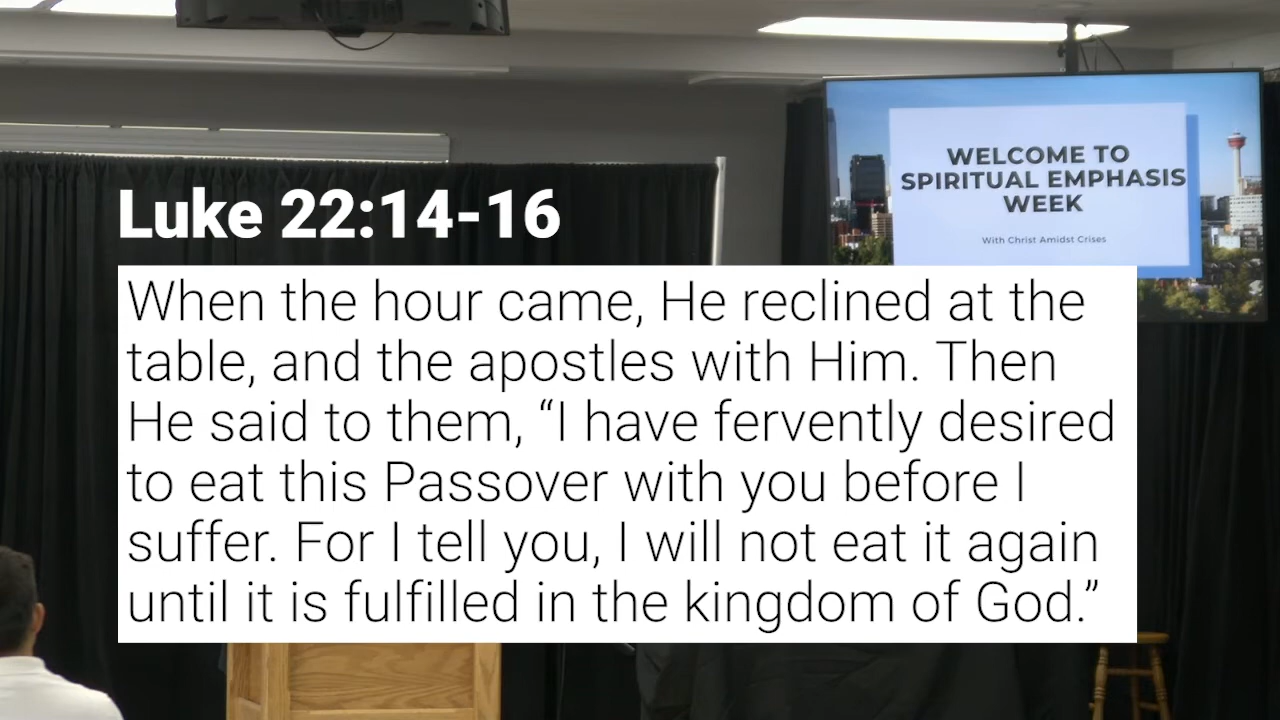 WELCOME TO
SPIRITUAL EMPHASIS
WEEK
With Christ Amidst Crises
Luke 22:14-16
When the hour came, He reclined at the
table, and the apostles with Him. Then
He said to them, “I have fervently desired
to eat this Passover with you before I
suffer. For I tell you, I will not eat it again
until it is fulfilled in the kingdom of God.”